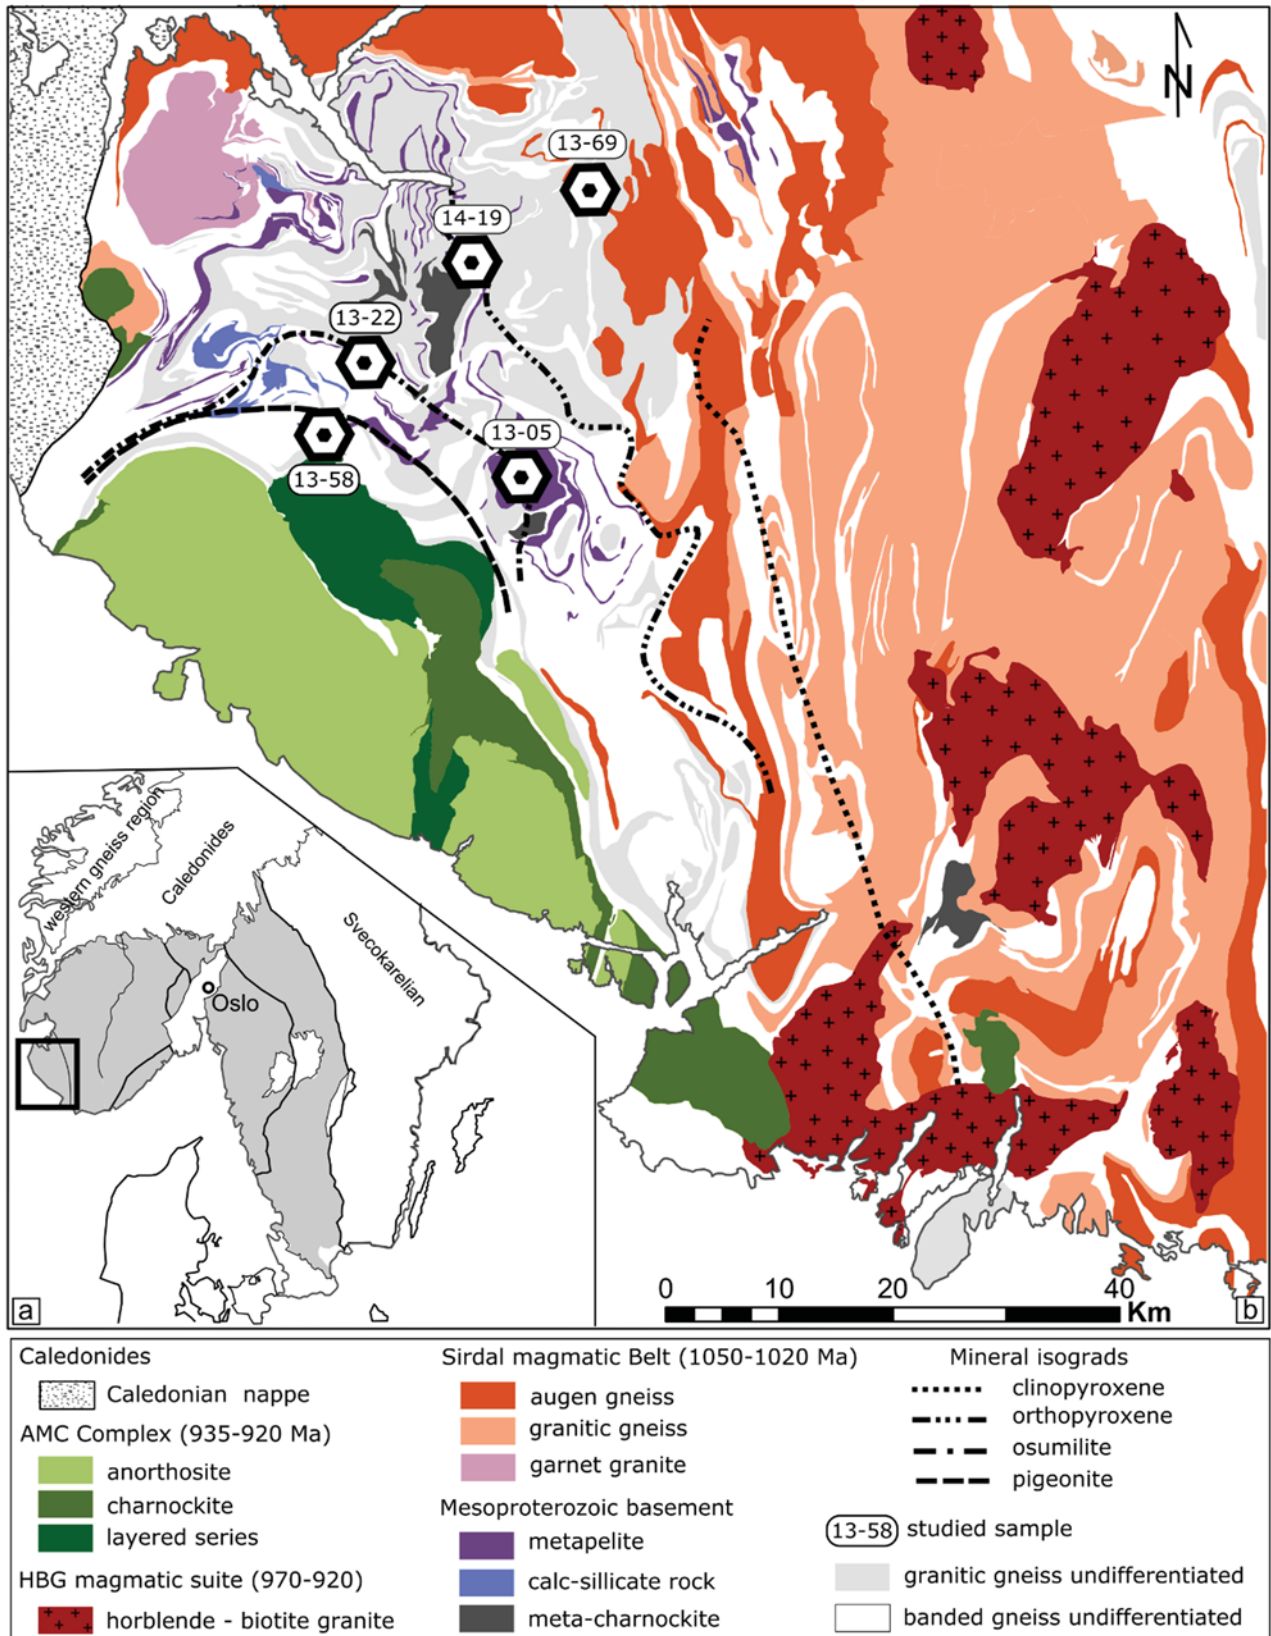 N
13-69
14-19
13-22
13-05
13-58
western gneiss region
Caledonides
Svecokarelian
Oslo
a
0 10 20 40
Km
b
Caledonides
Caledonian nappe
AMC Complex (935-920 Ma)
anorthosite
charnockite
layered series
HBG magmatic suite (970-920)
horblende - biotite granite
Sirdal magmatic Belt (1050-1020 Ma)
augen gneiss
granitic gneiss
garnet granite
Mesoproterozoic basement
metapelite
calc-sillicate rock
meta-charnockite
Mineral isograds
clinopyroxene
orthopyroxene
osumilite
pigeonite
13-58 studied sample
granitic gneiss undifferentiated
banded gneiss undifferentiated